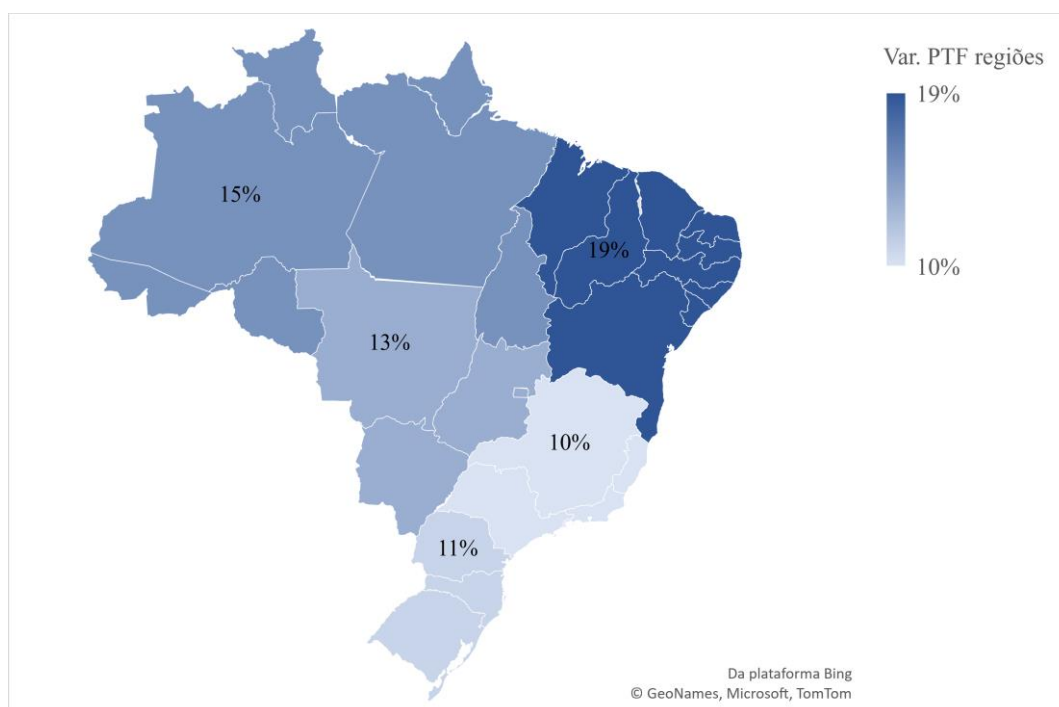 Var. PTF regiões
19%
10%
15%
19%
13%
10%
11%
Da plataforma Bing
© GeoNames, Microsoft, TomTom